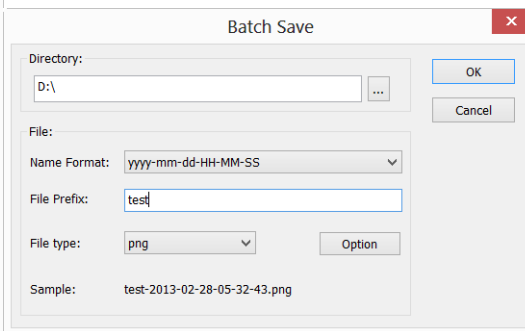 Batch Save
Directory:
D:\
...
OK
Cancel
File:
Name Format: yyyy-mm-dd-HH-MM-SS
File Prefix: test
File type: png Option
Sample: test-2013-02-28-05-32-43.png